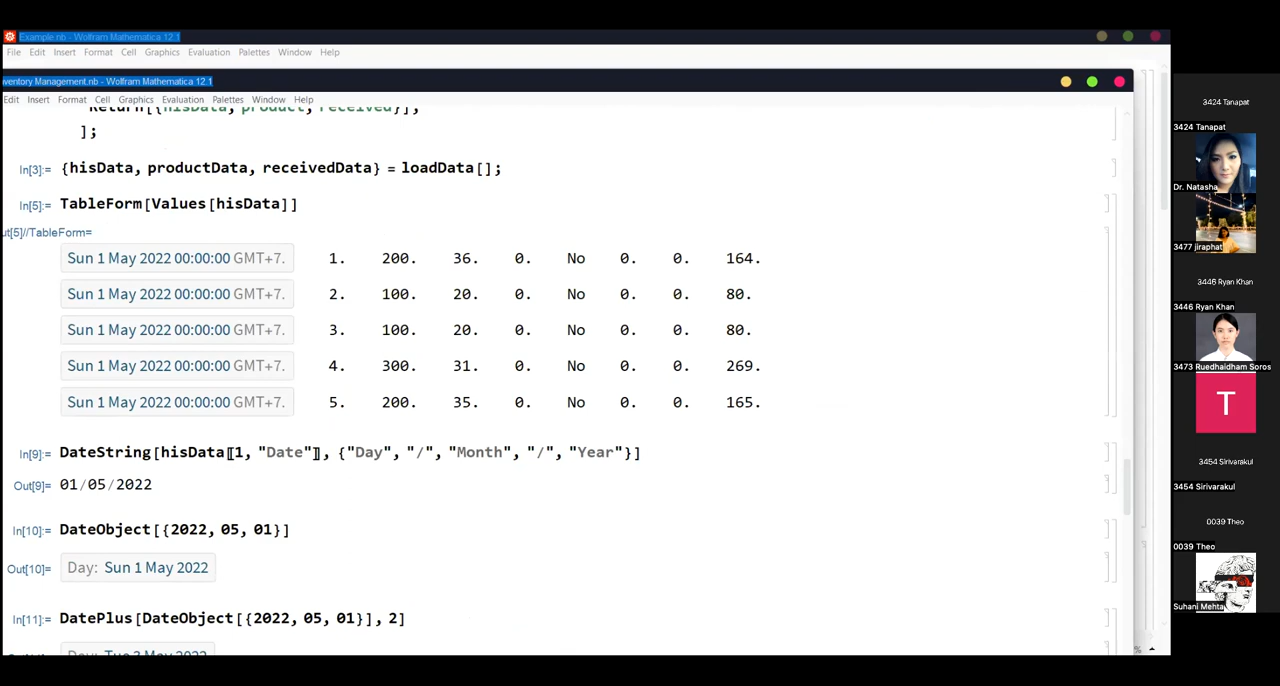 Example.nb - Wolfram Mathematica 12.1
File Edit Insert Format Cell Graphics Evaluation Palettes Window Help
ventory Management.nb - Wolfram Mathematica 12.1
Edit Insert Format Cell Graphics Evaluation Palettes Window Help
Return[{hisData, product, received}];
];
In[3]:= {hisData, productData, receivedData} = loadData[];
In[5]:= TableForm[Values[hisData]]
ut[5]//TableForm=
Sun 1 May 2022 00:00:00 GMT+7. 1. 200. 36. 0. No 0. 0. 164.
Sun 1 May 2022 00:00:00 GMT+7. 2. 100. 20. 0. No 0. 0. 80.
Sun 1 May 2022 00:00:00 GMT+7. 3. 100. 20. 0. No 0. 0. 80.
Sun 1 May 2022 00:00:00 GMT+7. 4. 300. 31. 0. No 0. 0. 269.
Sun 1 May 2022 00:00:00 GMT+7. 5. 200. 35. 0. No 0. 0. 165.
In[9]:= DateString[hisData[[1, "Date"]], {"Day", "/", "Month", "/", "Year"}]
Out[9]= 01/05/2022
In[10]:= DateObject[{2022, 05, 01}]
Out[10]= Day: Sun 1 May 2022
In[11]:= DatePlus[DateObject[{2022, 05, 01}], 2]
Day: Tue 3 May 2022
3424 Tanapat
3424 Tanapat
Dr. Natasha
3477 jiraphat
3446 Ryan Khan
3446 Ryan Khan
3473 Ruedhaidham Soros
T
3454 Sirivarakul
3454 Sirivarakul
0039 Theo
0039 Theo
Suhani Mehta